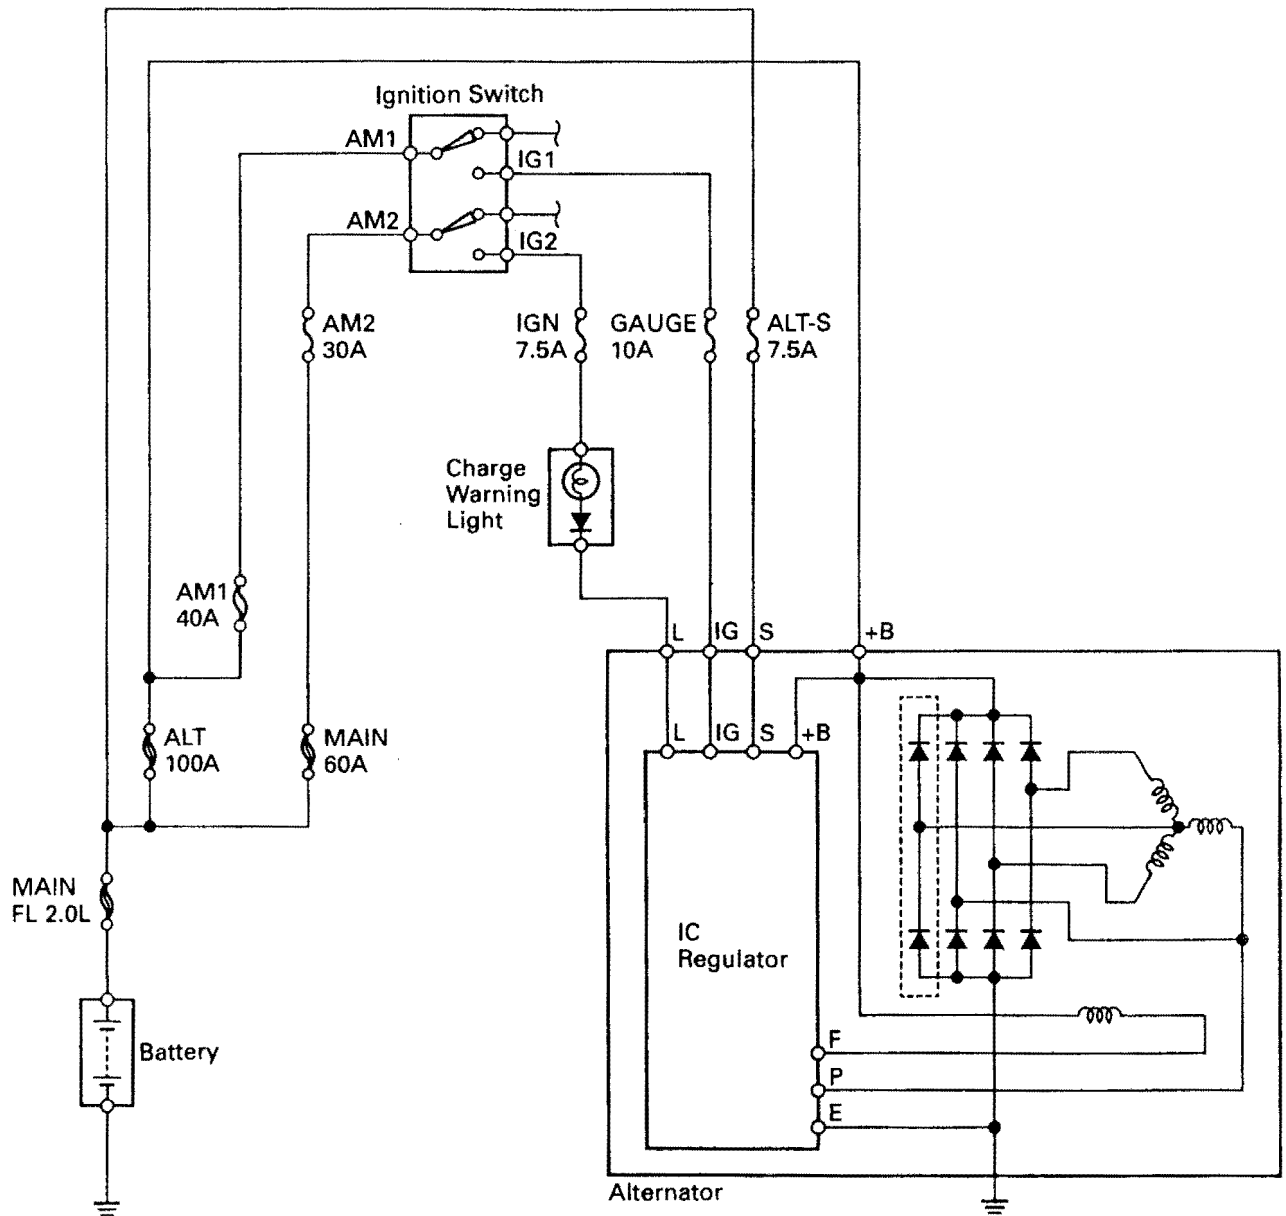 Ignition Switch
AM1
IG1
AM2
IG2
AM2
30A
IGN
7.5A
GAUGE
10A
ALT-S
7.5A
Charge
Warning
Light
AM1
40A
L IG S +B
ALT
100A
MAIN
60A
L IG S +B
MAIN
FL 2.0L
IC
Regulator
Battery
F
P
E
Alternator